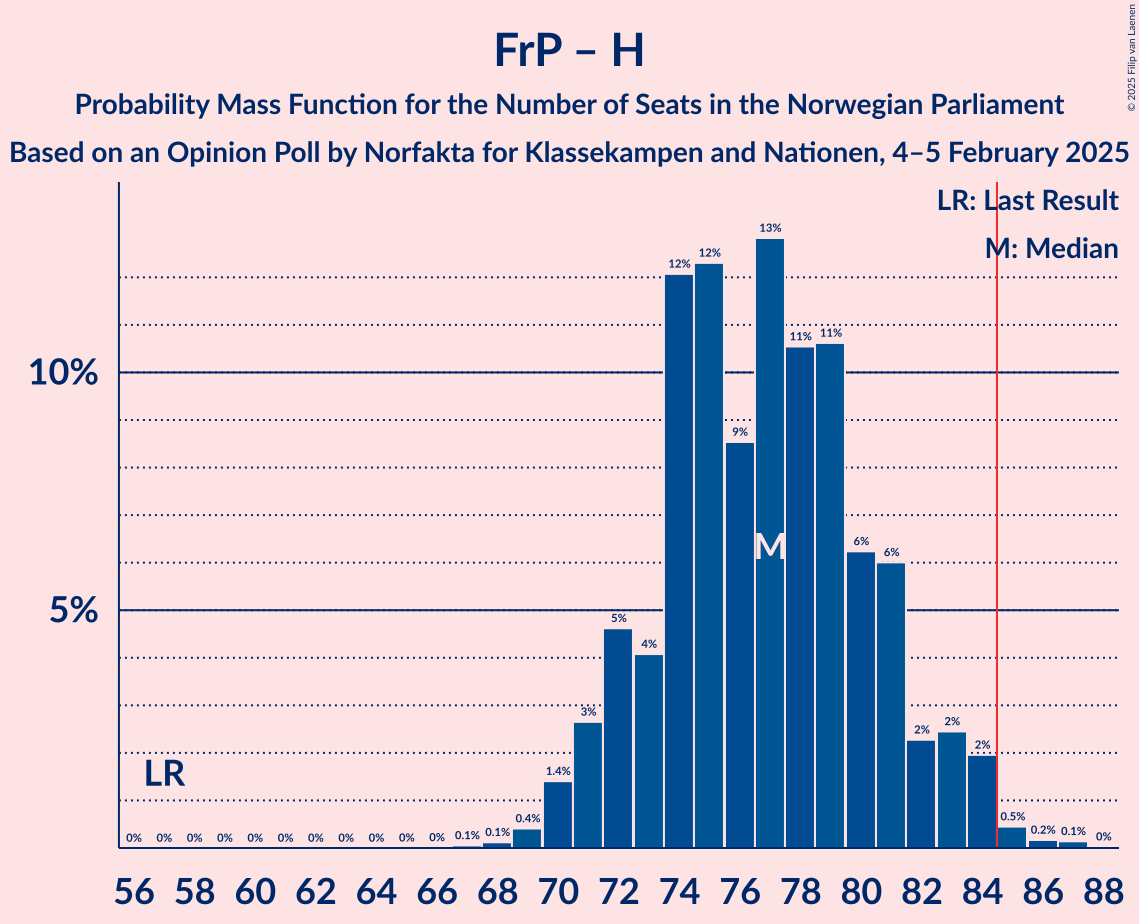 FrP – H
Probability Mass Function for the Number of Seats in the Norwegian Parliament
Based on an Opinion Poll by Norfakta for Klassekampen and Nationen, 4–5 February 2025
© 2025 Filip van Laenen
LR: Last Result
M: Median
10%
5%
0% 0% 0% 0% 0% 0% 0% 0% 0% 0% 0% 0.1% 0.1% 0.4% 1.4% 3% 5% 4% 12% 12% 9% 13% 11% 11% 6% 6% 2% 2% 2% 0.5% 0.2% 0.1% 0%
M
LR
56 58 60 62 64 66 68 70 72 74 76 78 80 82 84 86 88